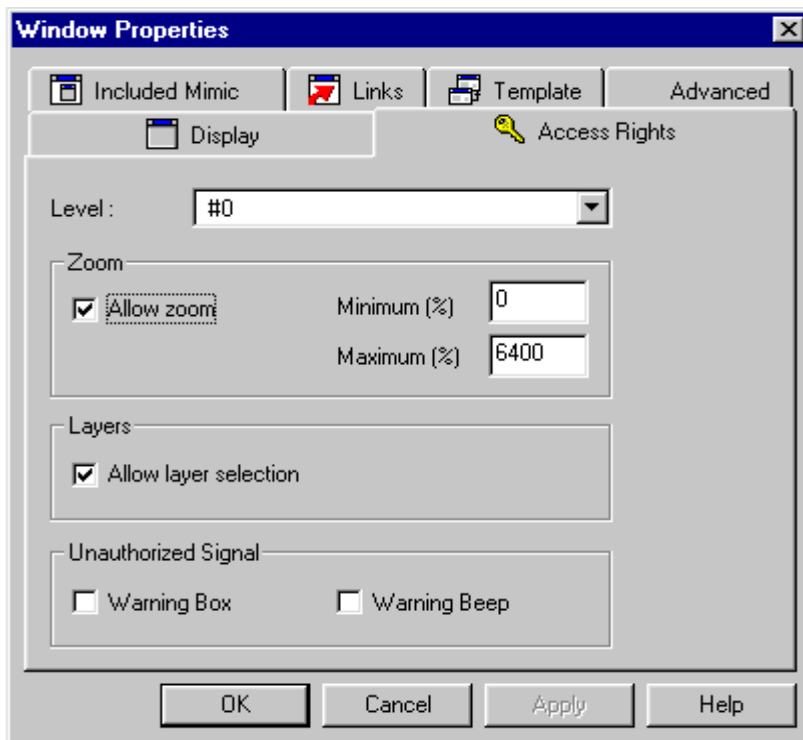 Window Properties
Included Mimic Links Template Advanced
Display Access Rights
Level : #0
Zoom
Allow zoom Minimum (%) 0
Maximum (%) 6400
Layers
Allow layer selection
Unauthorized Signal
Warning Box Warning Beep
OK Cancel Apply Help